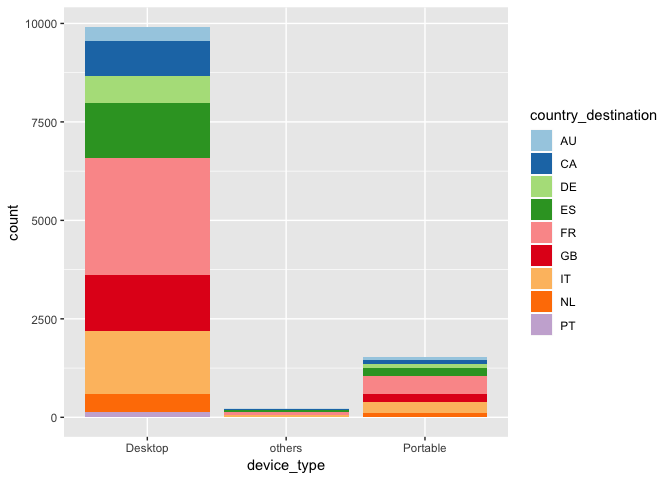 10000
7500
5000
2500
0
count
Desktop
others
Portable
device_type
country_destination
AU
CA
DE
ES
FR
GB
IT
NL
PT